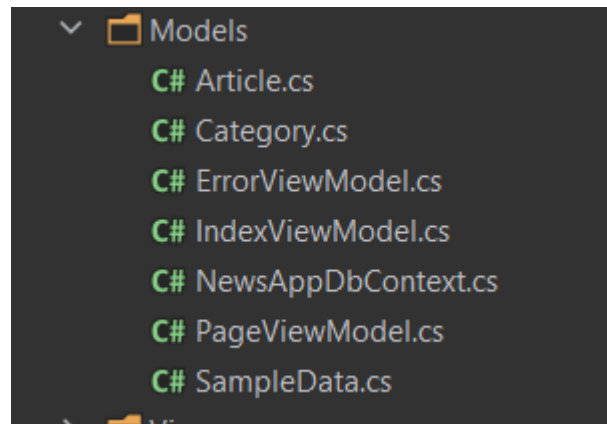 Models
C# Article.cs
C# Category.cs
C# ErrorViewModel.cs
C# IndexViewModel.cs
C# NewsAppDbContext.cs
C# PageViewModel.cs
C# SampleData.cs